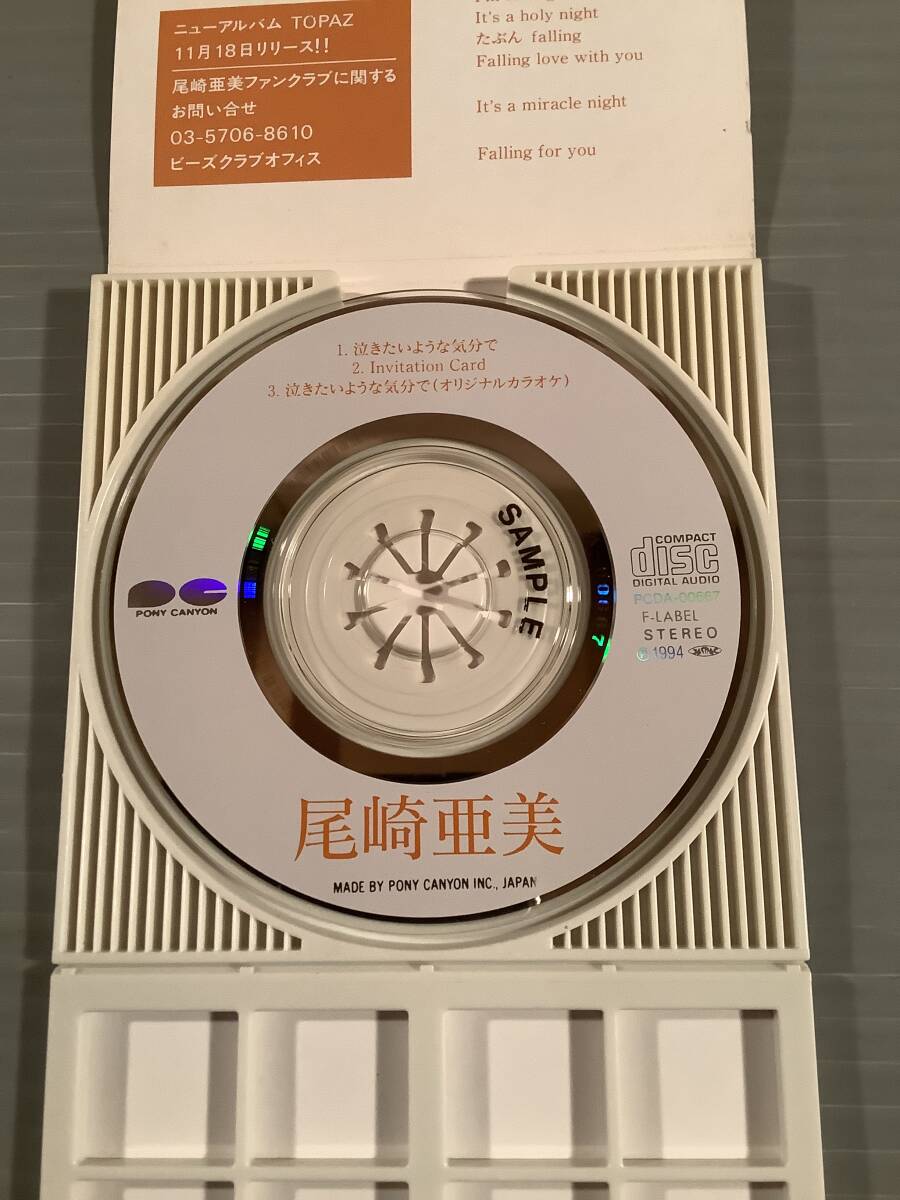 ニューアルバム TOPAZ
11月18日リリース!!
尾崎亜美ファンクラブに関する
お問い合せ
03-5706-8610
ビーズクラブオフィス
It's a holy night
たぶん falling
Falling love with you
It's a miracle night
Falling for you
1. 泣きたいような気分で
2. Invitation Card
3. 泣きたいような気分で(オリジナルカラオケ)
SAMPLE
PONY CANYON
COMPACT
disc
DIGITAL AUDIO
PCDA-00667
F-LABEL
STEREO
℗1994
尾崎亜美
MADE BY PONY CANYON INC., JAPAN